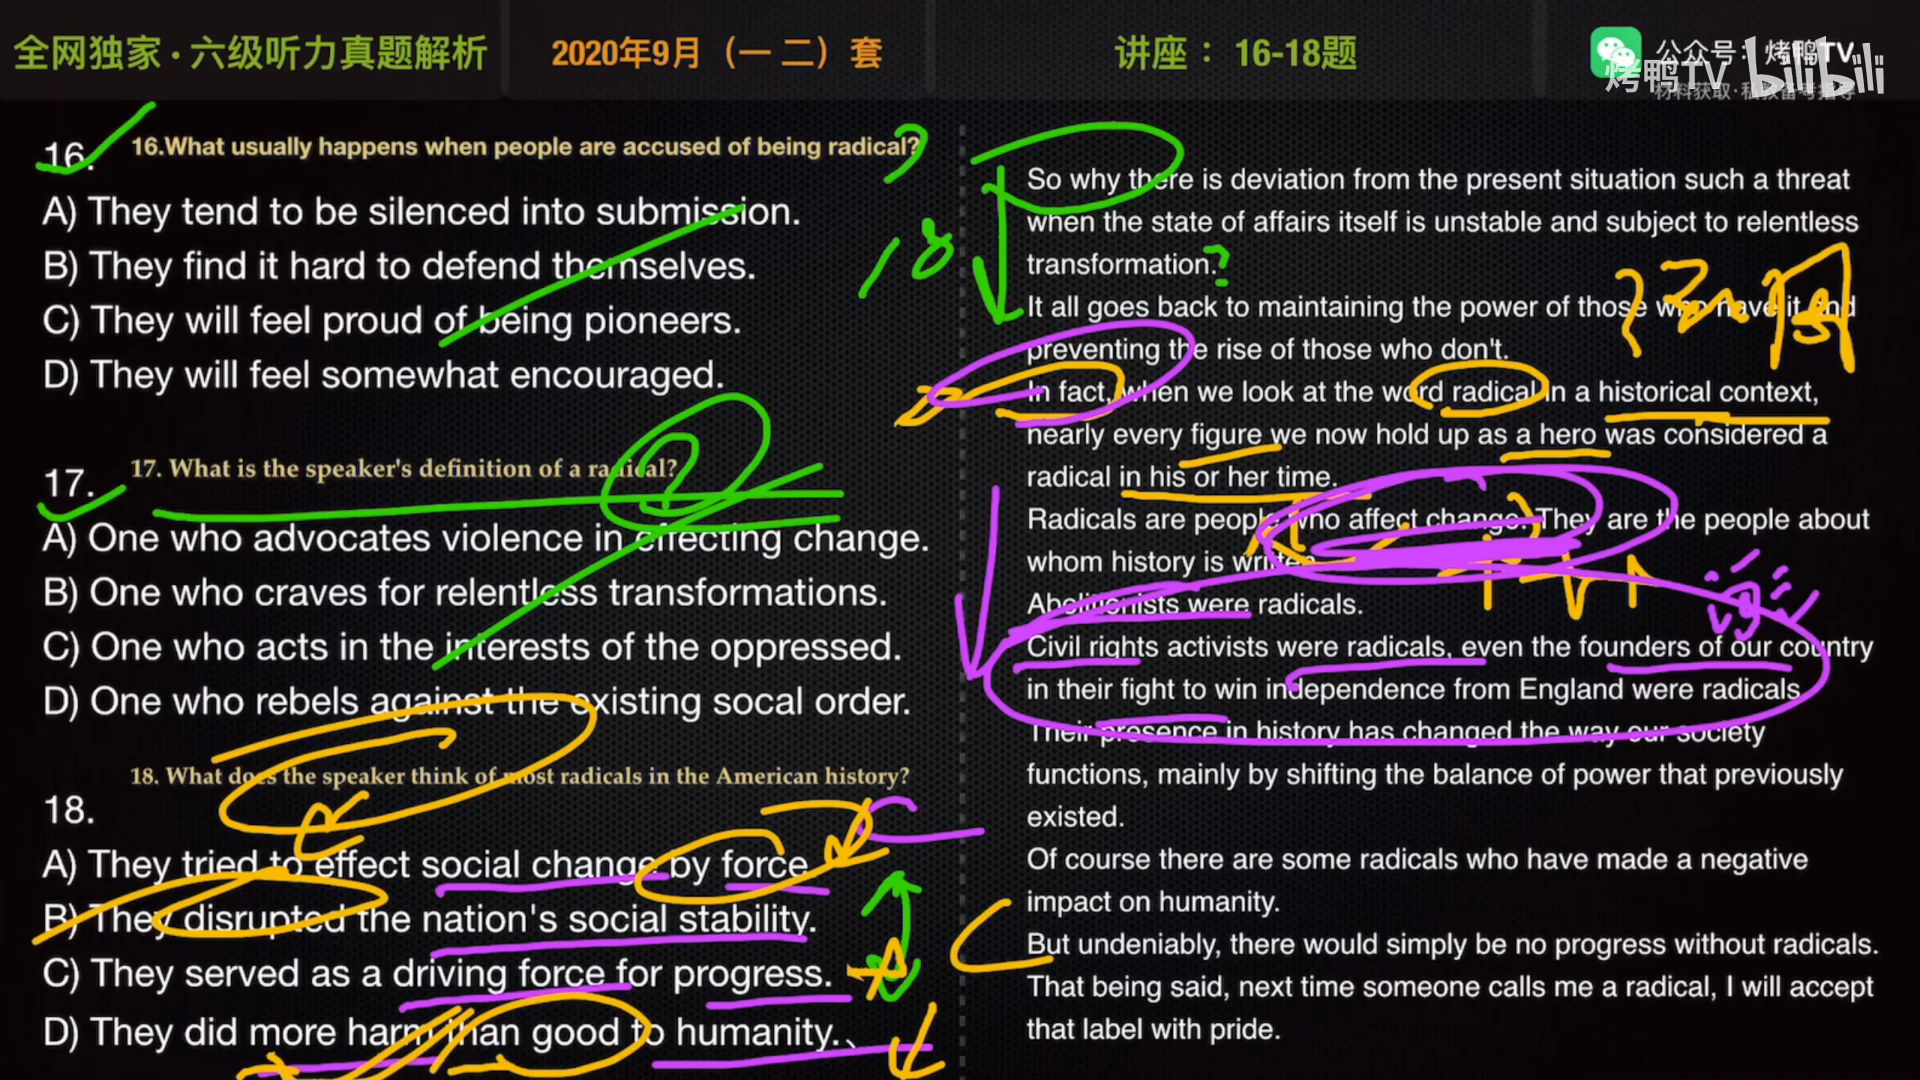 全网独家·六级听力真题解析
2020年9月（一 二）套
讲座： 16-18题
公众号：烤鸭TV
烤鸭TV bilibili
16.
16.What usually happens when people are accused of being radical?
A) They tend to be silenced into submission.
B) They find it hard to defend themselves.
C) They will feel proud of being pioneers.
D) They will feel somewhat encouraged.
18
17.
17. What is the speaker's definition of a radical?
A) One who advocates violence in effecting change.
B) One who craves for relentless transformations.
C) One who acts in the interests of the oppressed.
D) One who rebels against the existing socal order.
18. What does the speaker think of most radicals in the American history?
18.
A) They tried to effect social change by force.
B) They disrupted the nation's social stability.
C) They served as a driving force for progress.
D) They did more harm than good to humanity.、
So why there is deviation from the present situation such a threat
when the state of affairs itself is unstable and subject to relentless
transformation.?
It all goes back to maintaining the power of those who have it and
preventing the rise of those who don't.
In fact, when we look at the word radical in a historical context,
nearly every figure we now hold up as a hero was considered a
radical in his or her time.
Radicals are people who affect change. They are the people about
whom history is written.
Abolitionists were radicals.
Civil rights activists were radicals, even the founders of our country
in their fight to win independence from England were radicals
Their presence in history has changed the way our society
functions, mainly by shifting the balance of power that previously
existed.
Of course there are some radicals who have made a negative
impact on humanity.
But undeniably, there would simply be no progress without radicals.
That being said, next time someone calls me a radical, I will accept
that label with pride.